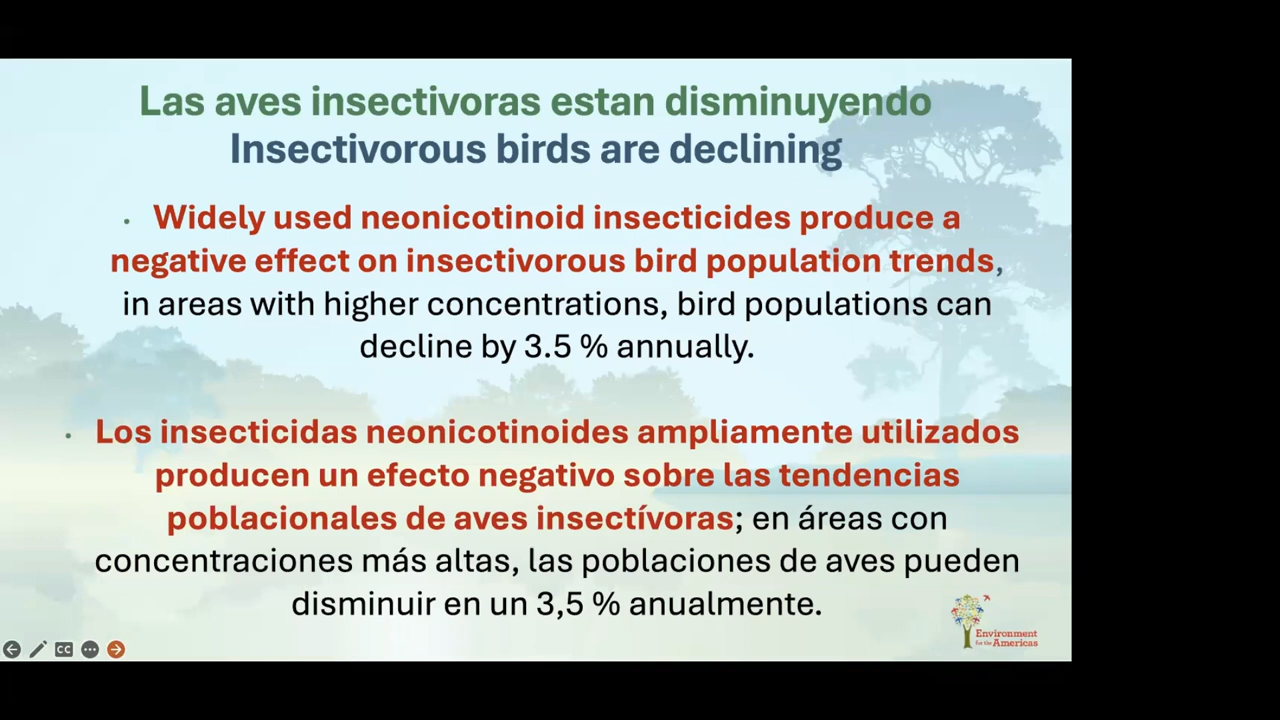 Las aves insectivoras estan disminuyendo
Insectivorous birds are declining
• Widely used neonicotinoid insecticides produce a
negative effect on insectivorous bird population trends,
in areas with higher concentrations, bird populations can
decline by 3.5 % annually.
• Los insecticidas neonicotinoides ampliamente utilizados
producen un efecto negativo sobre las tendencias
poblacionales de aves insectívoras; en áreas con
concentraciones más altas, las poblaciones de aves pueden
disminuir en un 3,5 % anualmente.
Environment
for the Americas
CC